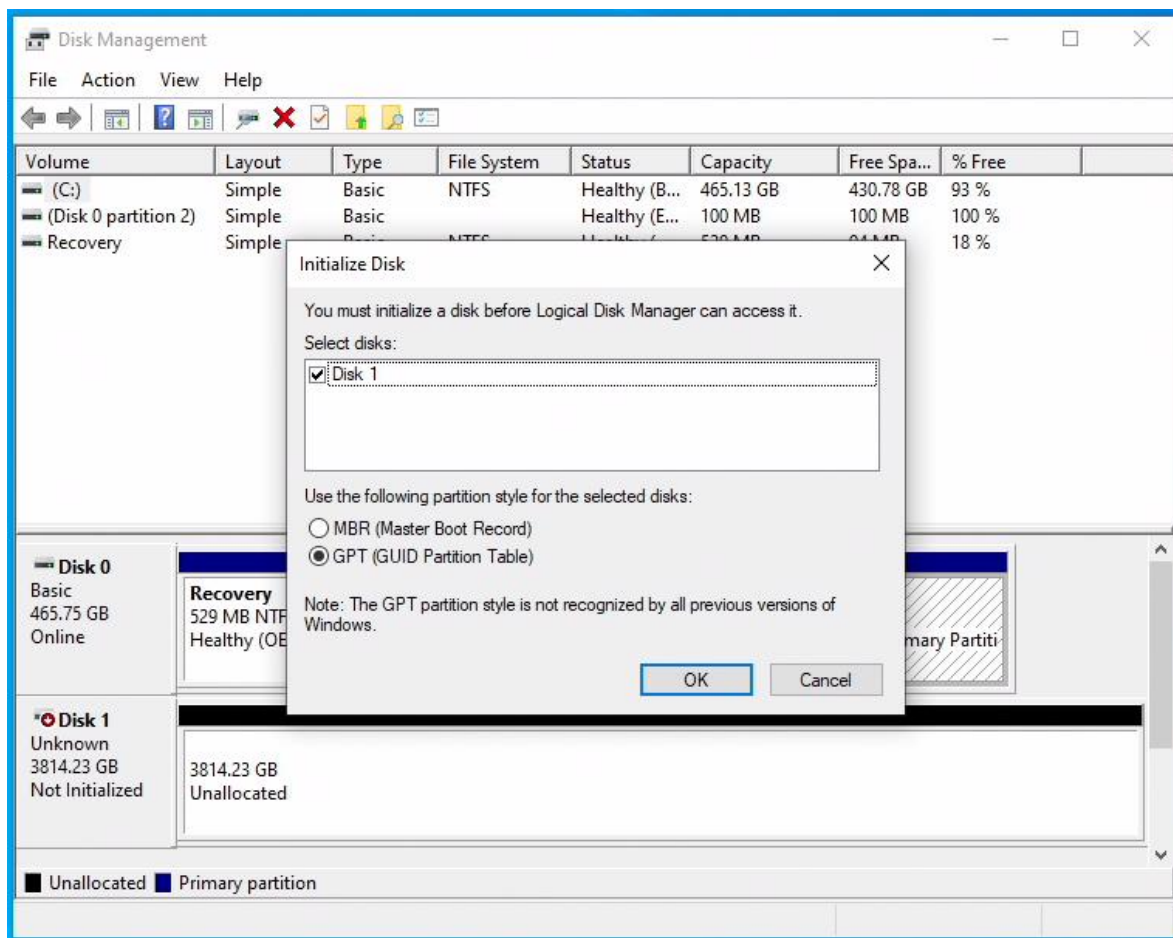 Disk Management
File Action View Help
Volume Layout Type File System Status Capacity Free Spa... % Free
(C:) Simple Basic NTFS Healthy (B... 465.13 GB 430.78 GB 93 %
(Disk 0 partition 2) Simple Basic Healthy (E... 100 MB 100 MB 100 %
Recovery Simple 18 %
Initialize Disk
You must initialize a disk before Logical Disk Manager can access it.
Select disks:
Disk 1
Use the following partition style for the selected disks:
MBR (Master Boot Record)
GPT (GUID Partition Table)
Note: The GPT partition style is not recognized by all previous versions of
Windows.
OK Cancel
Disk 0
Basic
465.75 GB
Online
Recovery
529 MB NTF
Healthy (OE
mary Partiti
Disk 1
Unknown
3814.23 GB
Not Initialized
3814.23 GB
Unallocated
Unallocated Primary partition